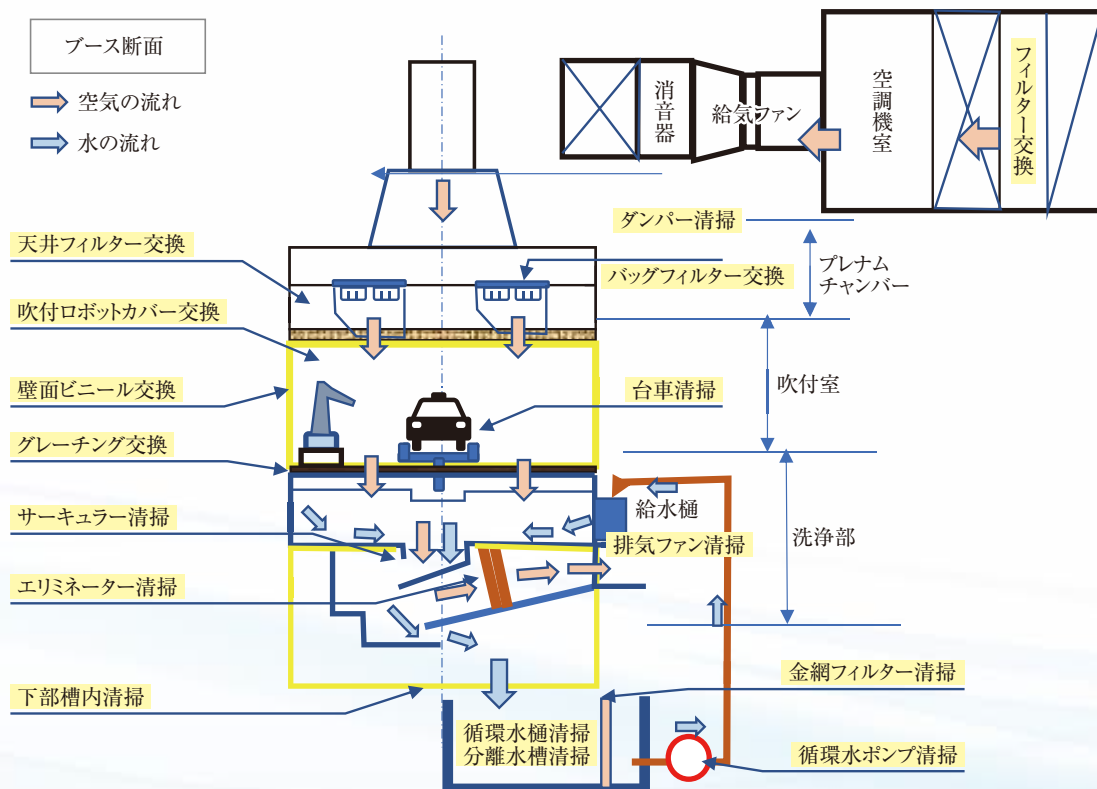 ブース断面
空気の流れ
水の流れ
消音器
給気ファン
空調機室
フィルター交換
ダンパー清掃
天井フィルター交換
バッグフィルター交換
プレナム
チャンバー
吹付ロボットカバー交換
壁面ビニール交換
台車清掃
吹付室
グレーチング交換
サーキュラー清掃
給水樋
排気ファン清掃
洗浄部
エリミネーター清掃
下部槽内清掃
金網フィルター清掃
循環水樋清掃
分離水槽清掃
循環水ポンプ清掃